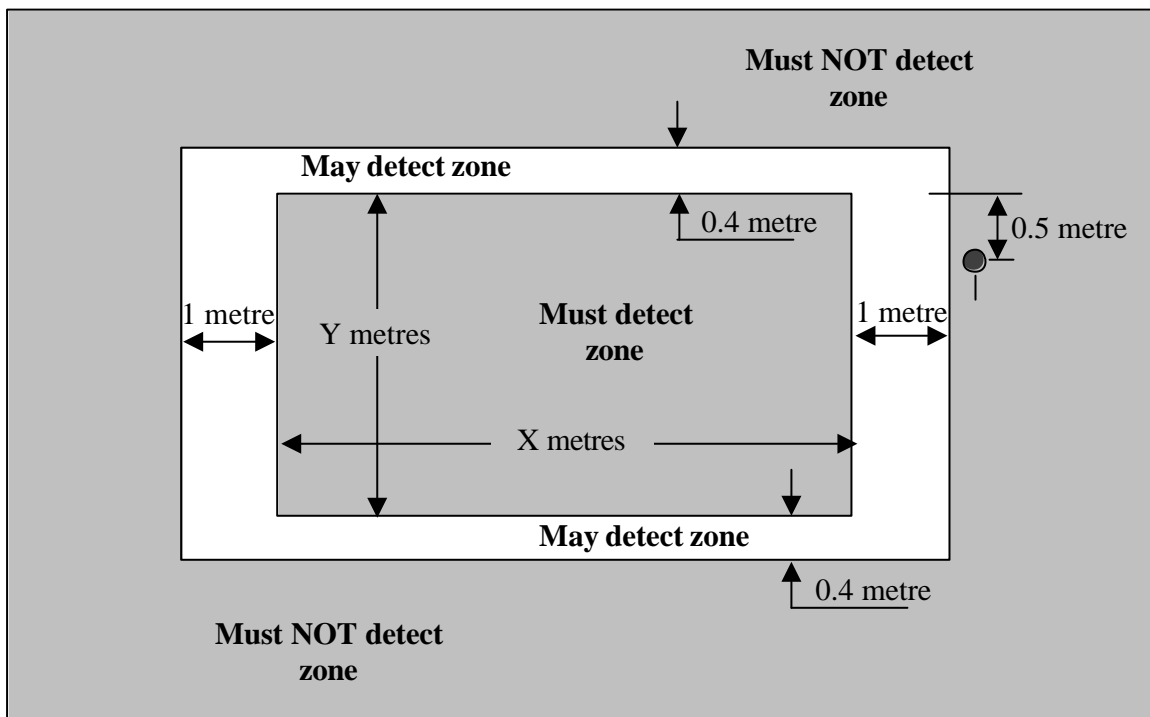 Must NOT detect
zone
May detect zone
0.4 metre
0.5 metre
1 metre
Y metres
Must detect
zone
1 metre
X metres
May detect zone
0.4 metre
Must NOT detect
zone